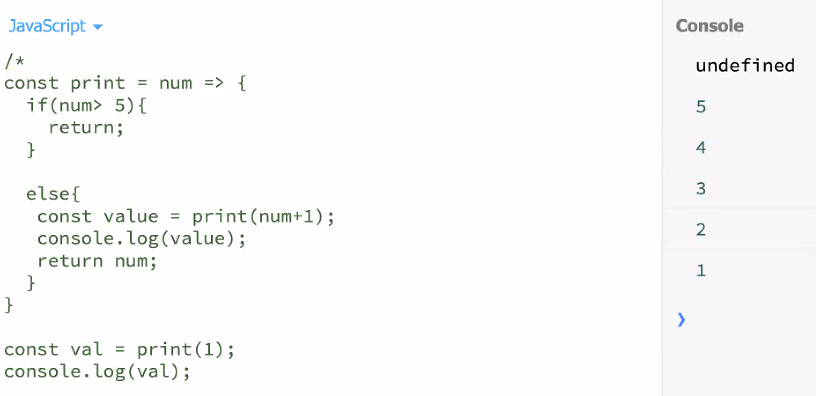 JavaScript
/*
const print = num => {
  if(num> 5){
    return;
  }

  else{
   const value = print(num+1);
   console.log(value);
   return num;
  }
}

const val = print(1);
console.log(val);
Console
undefined
5
4
3
2
1
❯